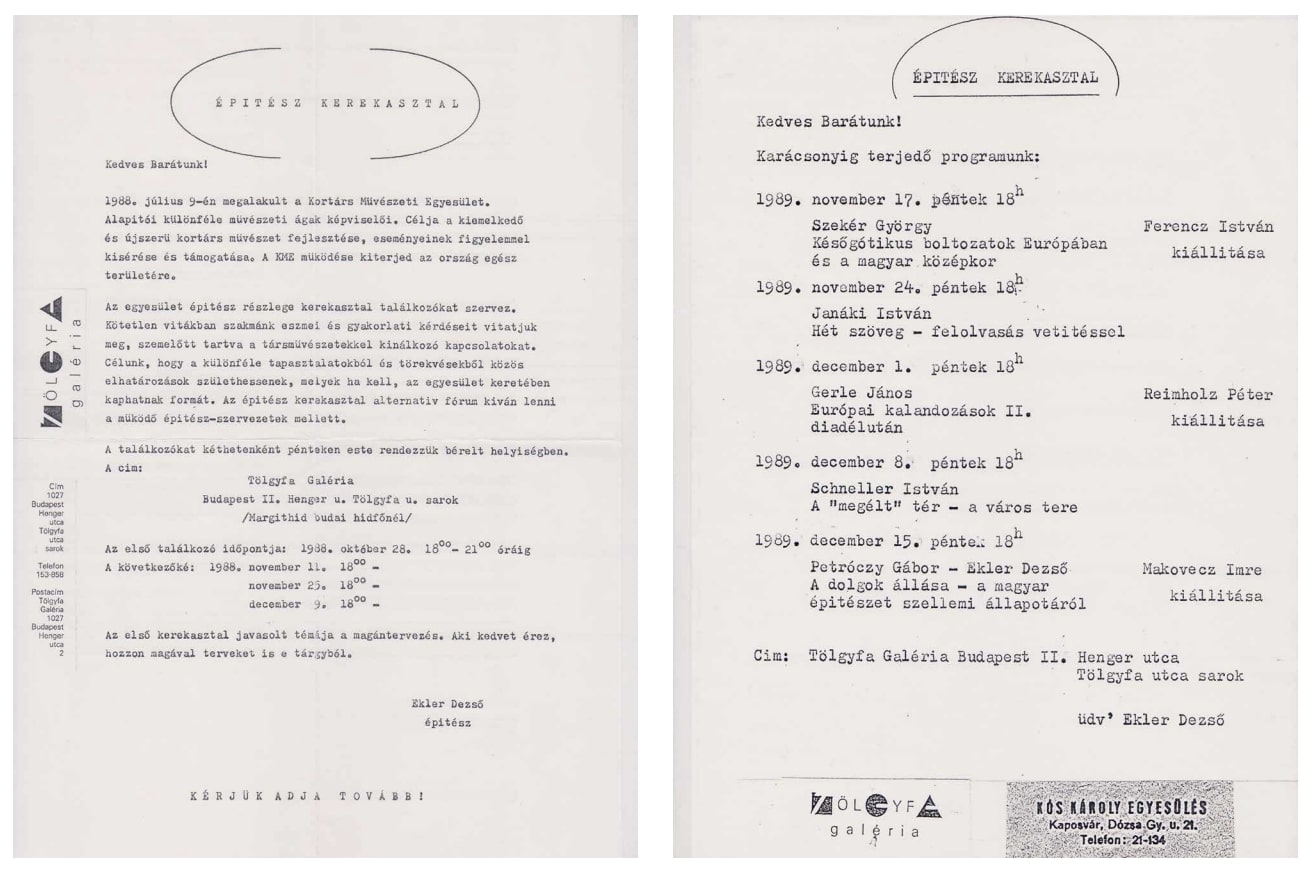 ÉPITÉSZ KEREKASZTAL
Kedves Barátunk!
1988. július 9-én megalakult a Kortárs Müvészeti Egyesület.
Alapitói különféle müvészeti ágak képviselői. Célja a kiemelkedő
és újszerü kortárs müvészet fejlesztése, eseményeinek figyelemmel
kisérése és támogatása. A KME müködése kiterjed az ország egész
területére.
Az egyesület épitész részlege kerekasztal találkozókat szervez.
Kötetlen vitákban szakmánk eszmei és gyakorlati kérdéseit vitatjuk
meg, szemelőtt tartva a társmüvészetekkel kinálkozó kapcsolatokat.
Célunk, hogy a különféle tapasztalatokból és törekvésekből közös
elhatározások születhessenek, melyek ha kell, az egyesület keretében
kaphatnak formát. Az épitész kerekasztal alternativ fórum kiván lenni
a müködő épitész-szervezetek mellett.
A találkozókat kéthetenként pénteken este rendezzük bérelt helyiségben.
A cim:
Tölgyfa Galéria
Budapest II. Henger u. Tölgyfa u. sarok
/Margithid budai hidfőnél/
Az első találkozó időpontja: 1988. október 28. 18⁰⁰- 21⁰⁰ óráig
A következőké: 1988. november 11. 18⁰⁰ -
november 25. 18⁰⁰ -
december 9. 18⁰⁰ -
Az első kerekasztal javasolt témája a magántervezés. Aki kedvet érez,
hozzon magával terveket is e tárgyból.
Ekler Dezső
épitész
KÉRJÜK ADJA TOVÁBB!
TÖLGYFA
galéria
Cím
1027
Budapest
Henger
utca
Tölgyfa
utca
sarok
Telefon
153-858
Postacím
Tölgyfa
Galéria
1027
Budapest
Henger
utca
2
ÉPITÉSZ KEREKASZTAL
Kedves Barátunk!
Karácsonyig terjedő programunk:
1989. november 17. péntek 18ʰ
Szekér György Ferencz István
Későgótikus boltozatok Európában kiállitása
és a magyar középkor
1989. november 24. péntek 18ʰ
Janáki István
Hét szöveg - felolvasás vetitéssel
1989. december 1. péntek 18ʰ
Gerle János Reimholz Péter
Európai kalandozások II. kiállitása
diadélután
1989. december 8. péntek 18ʰ
Schneller István
A "megélt" tér - a város tere
1989. december 15. péntek 18ʰ
Petróczy Gábor - Ekler Dezső Makovecz Imre
A dolgok állása - a magyar kiállitása
épitészet szellemi állapotáról
Cim: Tölgyfa Galéria Budapest II. Henger utca
Tölgyfa utca sarok
üdv' Ekler Dezső
TÖLGYFA
galéria
KÓS KÁROLY EGYESÜLÉS
Kaposvár, Dózsa Gy. u. 21.
Telefon: 21-134